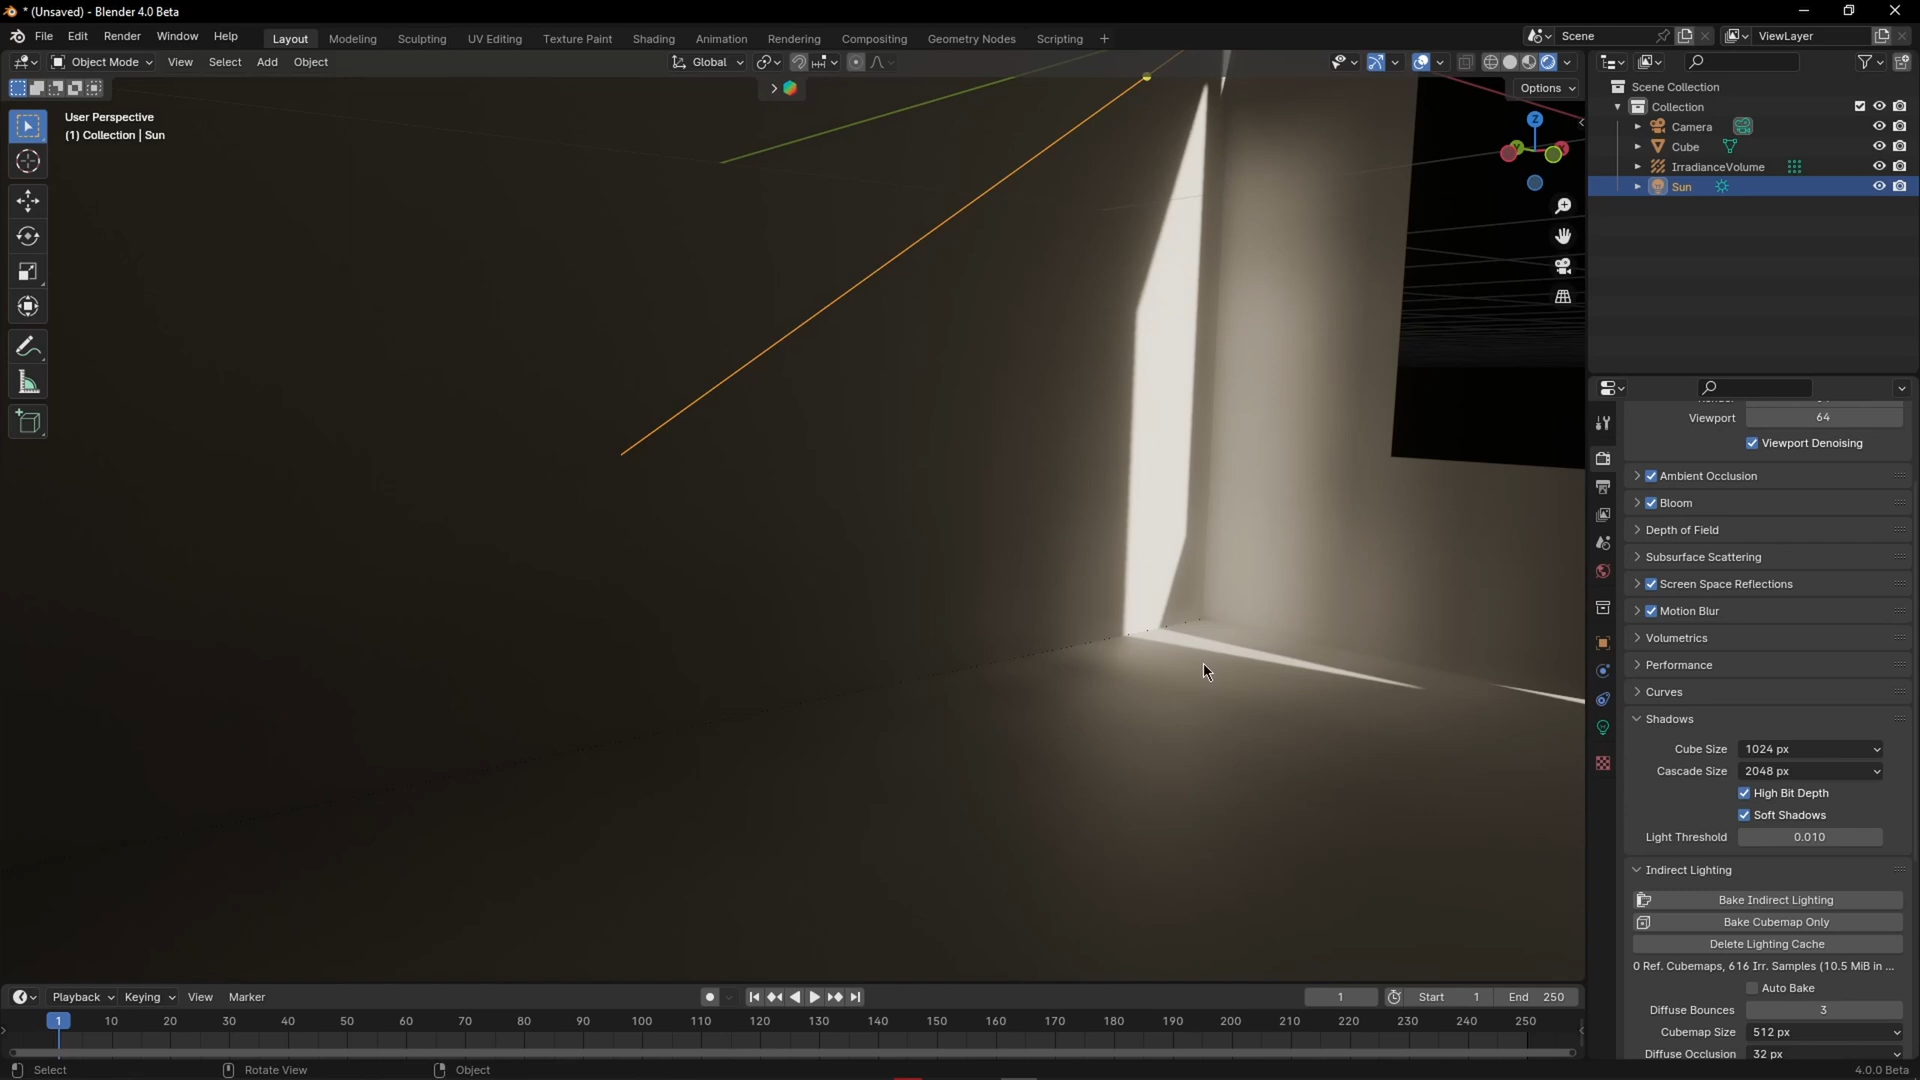 * (Unsaved) - Blender 4.0 Beta
File Edit Render Window Help
Layout Modeling Sculpting UV Editing Texture Paint Shading Animation Rendering Compositing Geometry Nodes Scripting +
Scene
ViewLayer
Object Mode View Select Add Object
Global
Options
User Perspective
(1) Collection | Sun
Z
Scene Collection
Collection
Camera
Cube
IrradianceVolume
Sun
Viewport 64
Viewport Denoising
Ambient Occlusion
Bloom
Depth of Field
Subsurface Scattering
Screen Space Reflections
Motion Blur
Volumetrics
Performance
Curves
Shadows
Cube Size 1024 px
Cascade Size 2048 px
High Bit Depth
Soft Shadows
Light Threshold 0.010
Indirect Lighting
Bake Indirect Lighting
Bake Cubemap Only
Delete Lighting Cache
0 Ref. Cubemaps, 616 Irr. Samples (10.5 MiB in ...
Auto Bake
Diffuse Bounces 3
Cubemap Size 512 px
Diffuse Occlusion 32 px
Playback Keying View Marker
1 Start 1 End 250
1 10 20 30 40 50 60 70 80 90 100 110 120 130 140 150 160 170 180 190 200 210 220 230 240 250
Select Rotate View Object
4.0.0 Beta